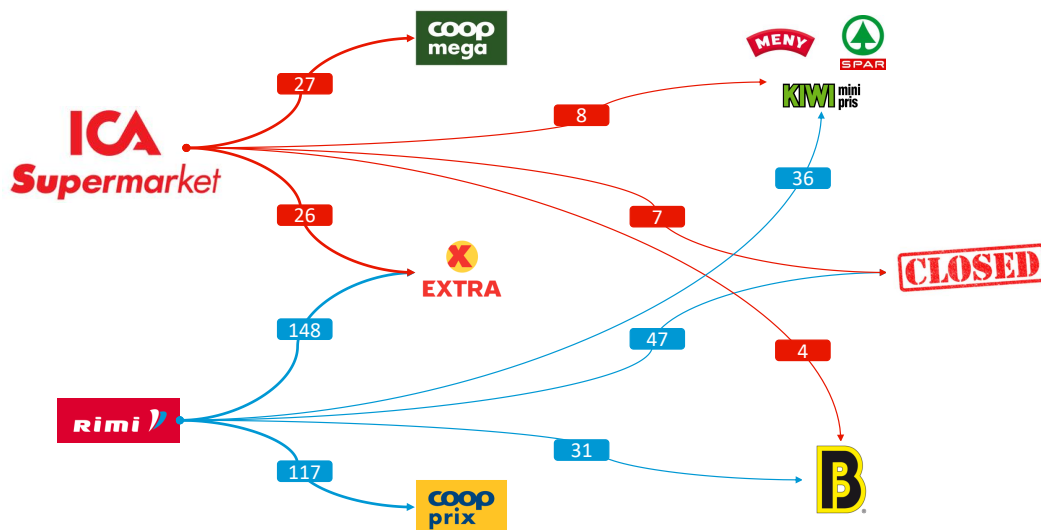 coop
mega
MENY
SPAR
KIWI mini
pris
27
8
ICA
Supermarket
36
26
7
X
EXTRA
CLOSED
148
47
4
Rimi
31
117
B
®
coop
prix